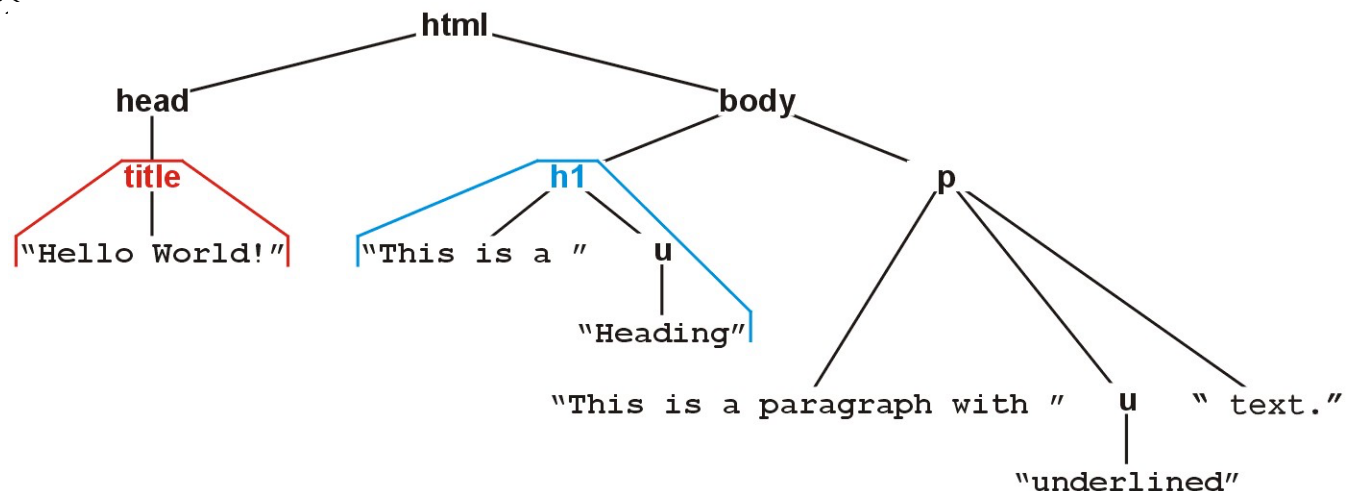 html
head body
title h1 p
“Hello World!” “This is a ” u
“Heading”
“This is a paragraph with ” u “ text.”
“underlined”